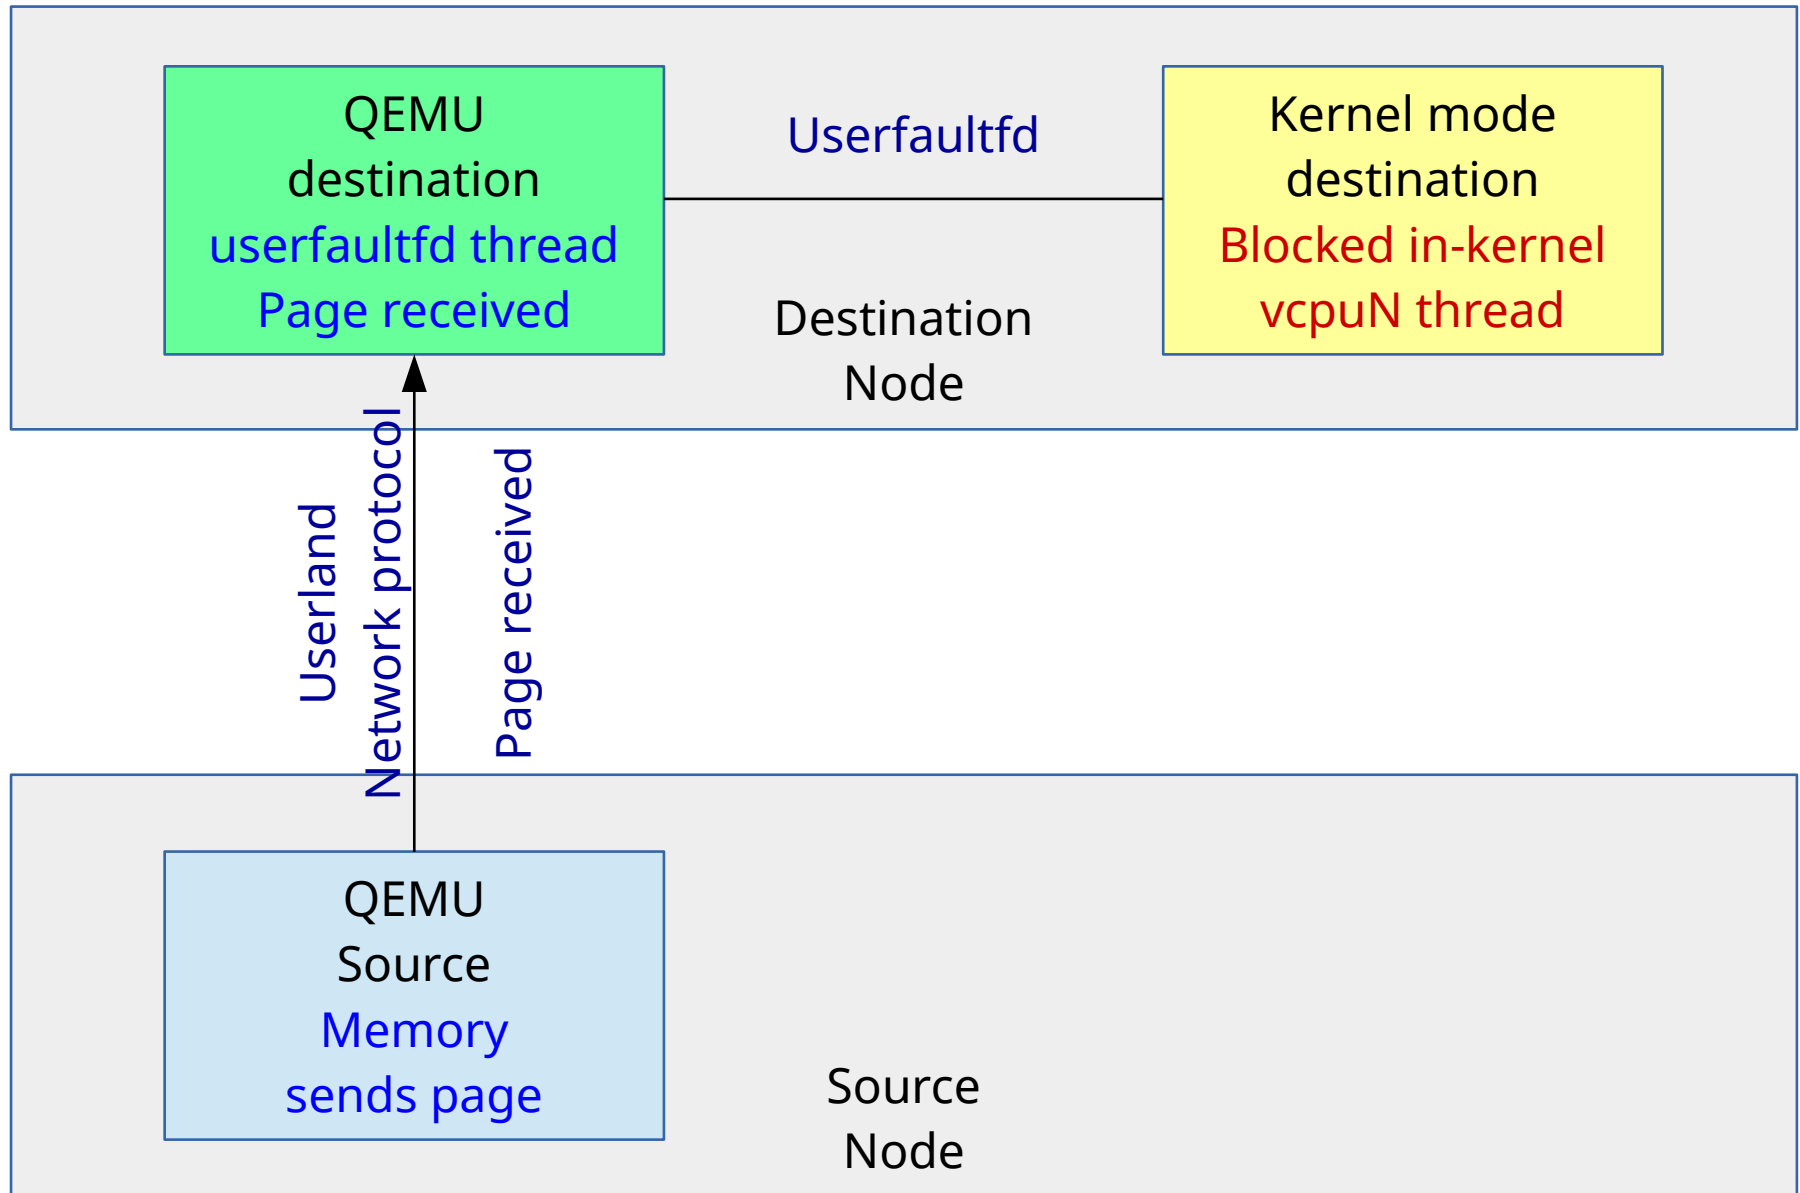 QEMU
destination
userfaultfd thread
Page received
Userfaultfd
Kernel mode
destination
Blocked in-kernel
vcpuN thread
Destination
Node
Userland
Network protocol
Page received
QEMU
Source
Memory
sends page
Source
Node